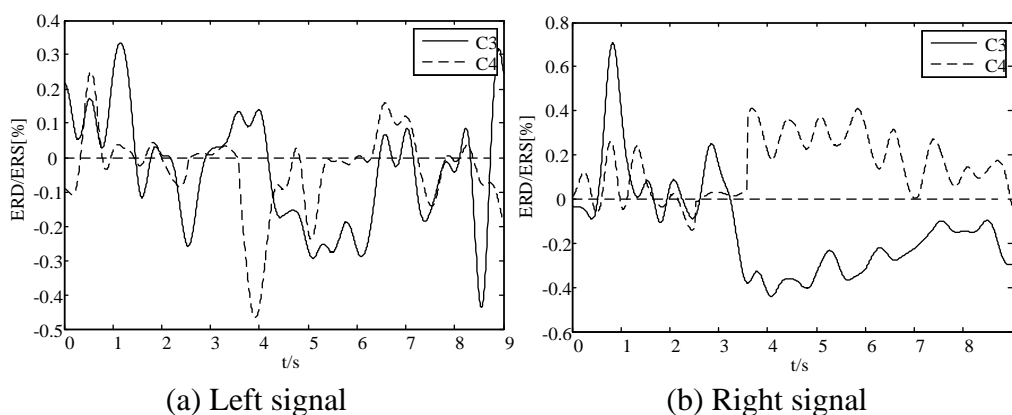 0.4
0.3
0.2
0.1
0
-0.1
-0.2
-0.3
-0.4
-0.5
ERD/ERS[%]
C3
C4
0 1 2 3 4 5 6 7 8 9
t/s
(a) Left signal
0.8
0.6
0.4
0.2
0
-0.2
-0.4
-0.6
ERD/ERS[%]
C3
C4
0 1 2 3 4 5 6 7 8
t/s
(b) Right signal